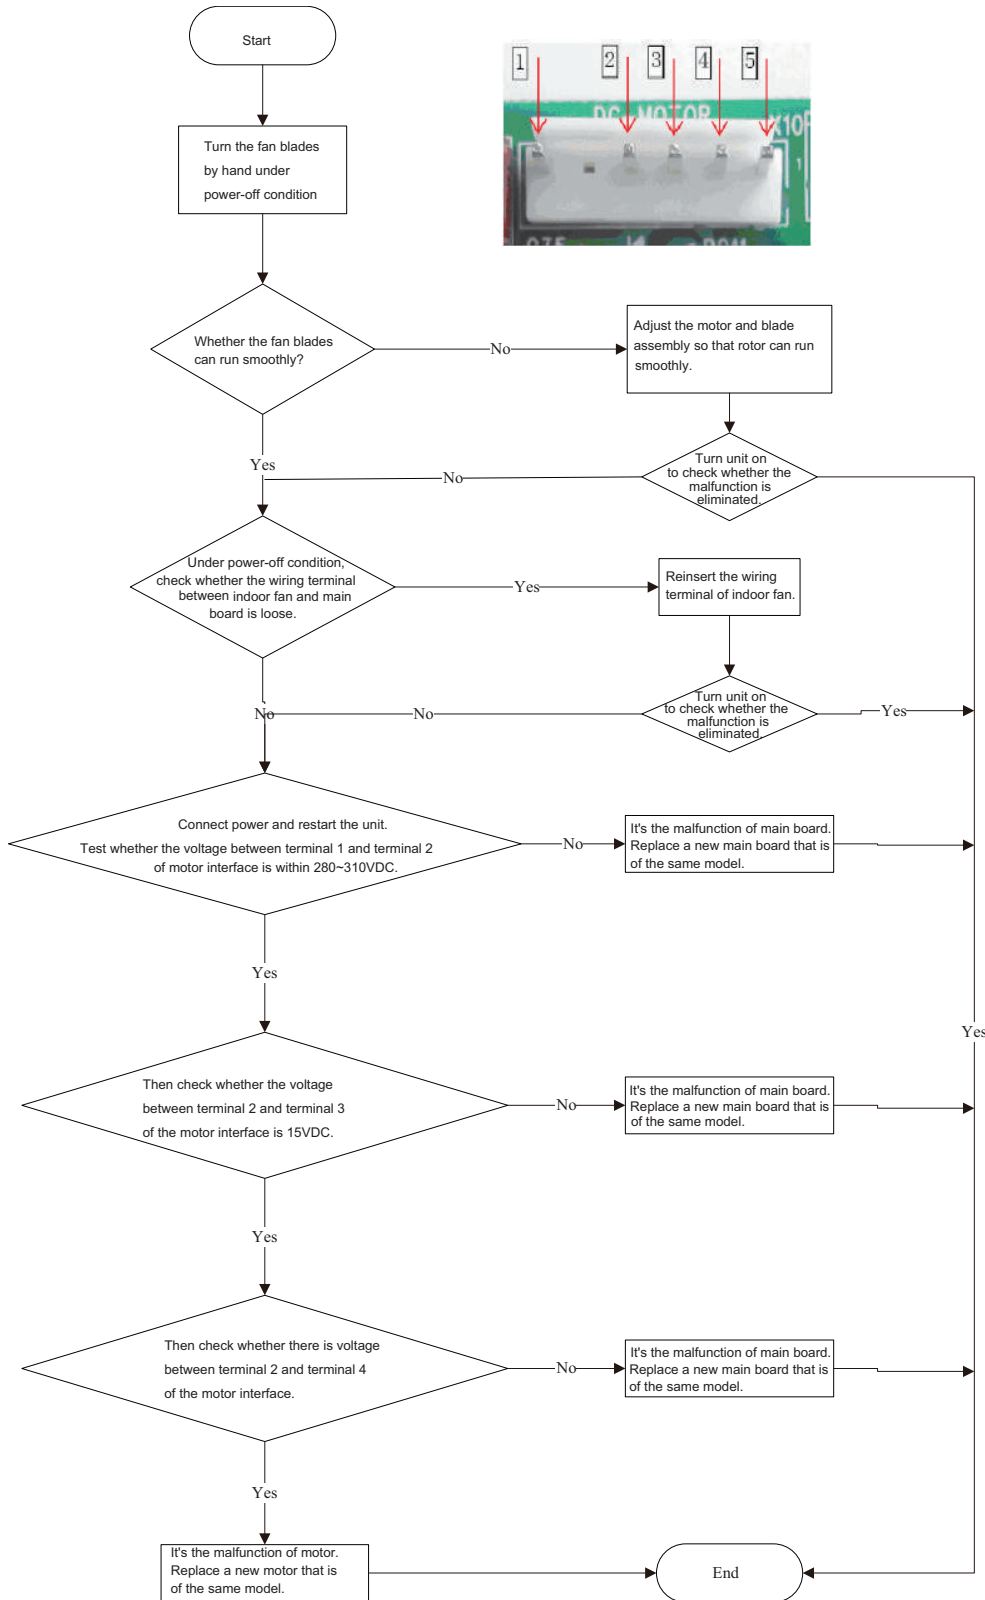 Start
1
2
3
4
5
DC-MOTOR
1
Turn the fan blades
by hand under
power-off condition
Whether the fan blades
can run smoothly?
No
Adjust the motor and blade
assembly so that rotor can run
smoothly.
Yes
No
Turn unit on
to check whether the
malfunction is
eliminated.
Under power-off condition,
check whether the wiring terminal
between indoor fan and main
board is loose.
Yes
Reinsert the wiring
terminal of indoor fan.
No
No
Turn unit on
to check whether the
malfunction is
eliminated.
Yes
Connect power and restart the unit.
Test whether the voltage between terminal 1 and terminal 2
of motor interface is within 280~310VDC.
No
It's the malfunction of main board.
Replace a new main board that is
of the same model.
Yes
Yes
Then check whether the voltage
between terminal 2 and terminal 3
of the motor interface is 15VDC.
No
It's the malfunction of main board.
Replace a new main board that is
of the same model.
Yes
Then check whether there is voltage
between terminal 2 and terminal 4
of the motor interface.
No
It's the malfunction of main board.
Replace a new main board that is
of the same model.
Yes
It's the malfunction of motor.
Replace a new motor that is
of the same model.
End